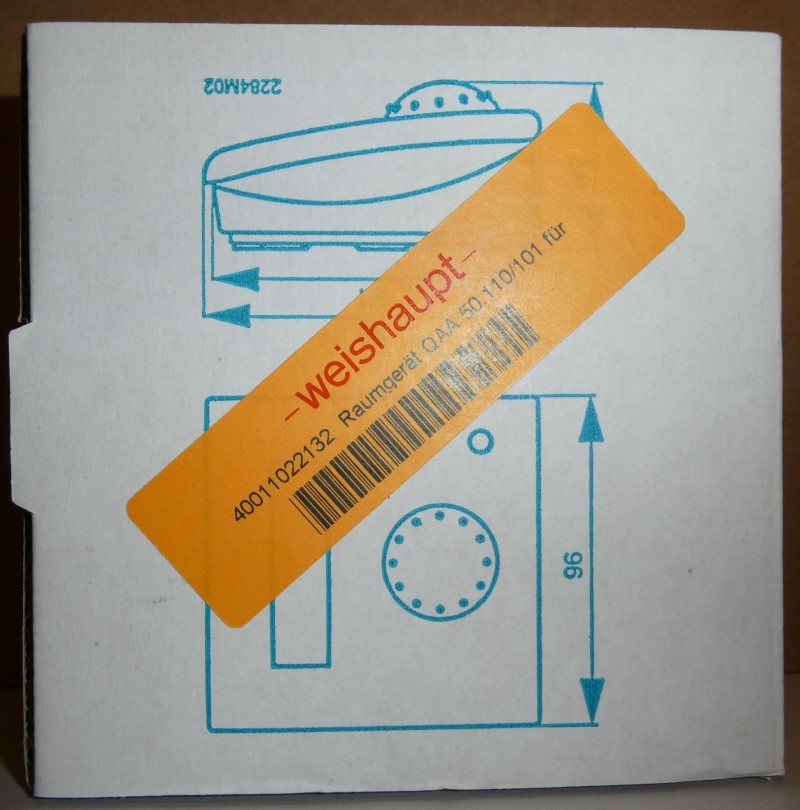 2284M02
-weishaupt-
40011022132 Raumgerät QAA 50.110/101 für
96